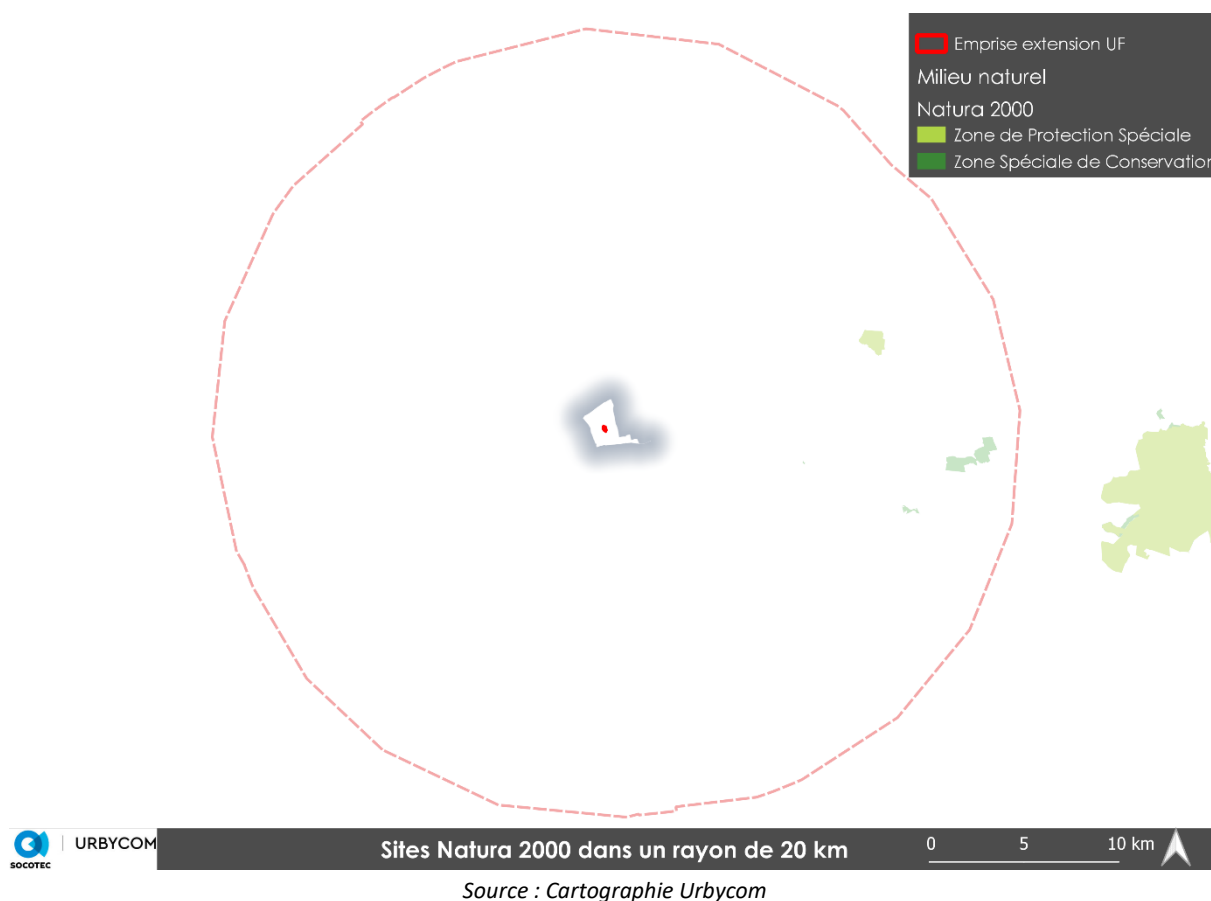 Emprise extension UF
Milieu naturel
Natura 2000
Zone de Protection Spéciale
Zone Spéciale de Conservation
SOCOTEC
URBYCOM
Sites Natura 2000 dans un rayon de 20 km
0 5 10 km
Source : Cartographie Urbycom